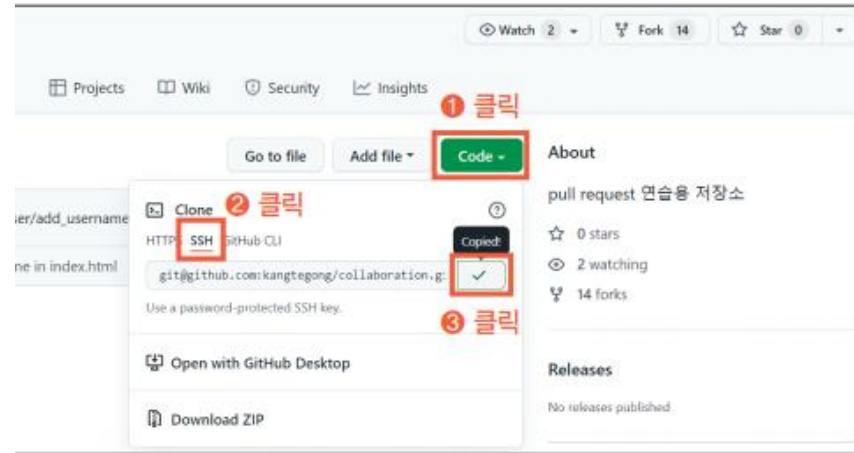 Watch 2 Fork 14 Star 0
Projects Wiki Security Insights
❶ 클릭
Go to file Add file Code
About
pull request 연습용 저장소
Clone ❷ 클릭
ser/add_username
HTTPS SSH GitHub CLI
Copied!
0 stars
me in index.html
git@github.com:kangtegong/collaboration.g
2 watching
Use a password-protected SSH key.
14 forks
❸ 클릭
Open with GitHub Desktop
Releases
No releases published
Download ZIP